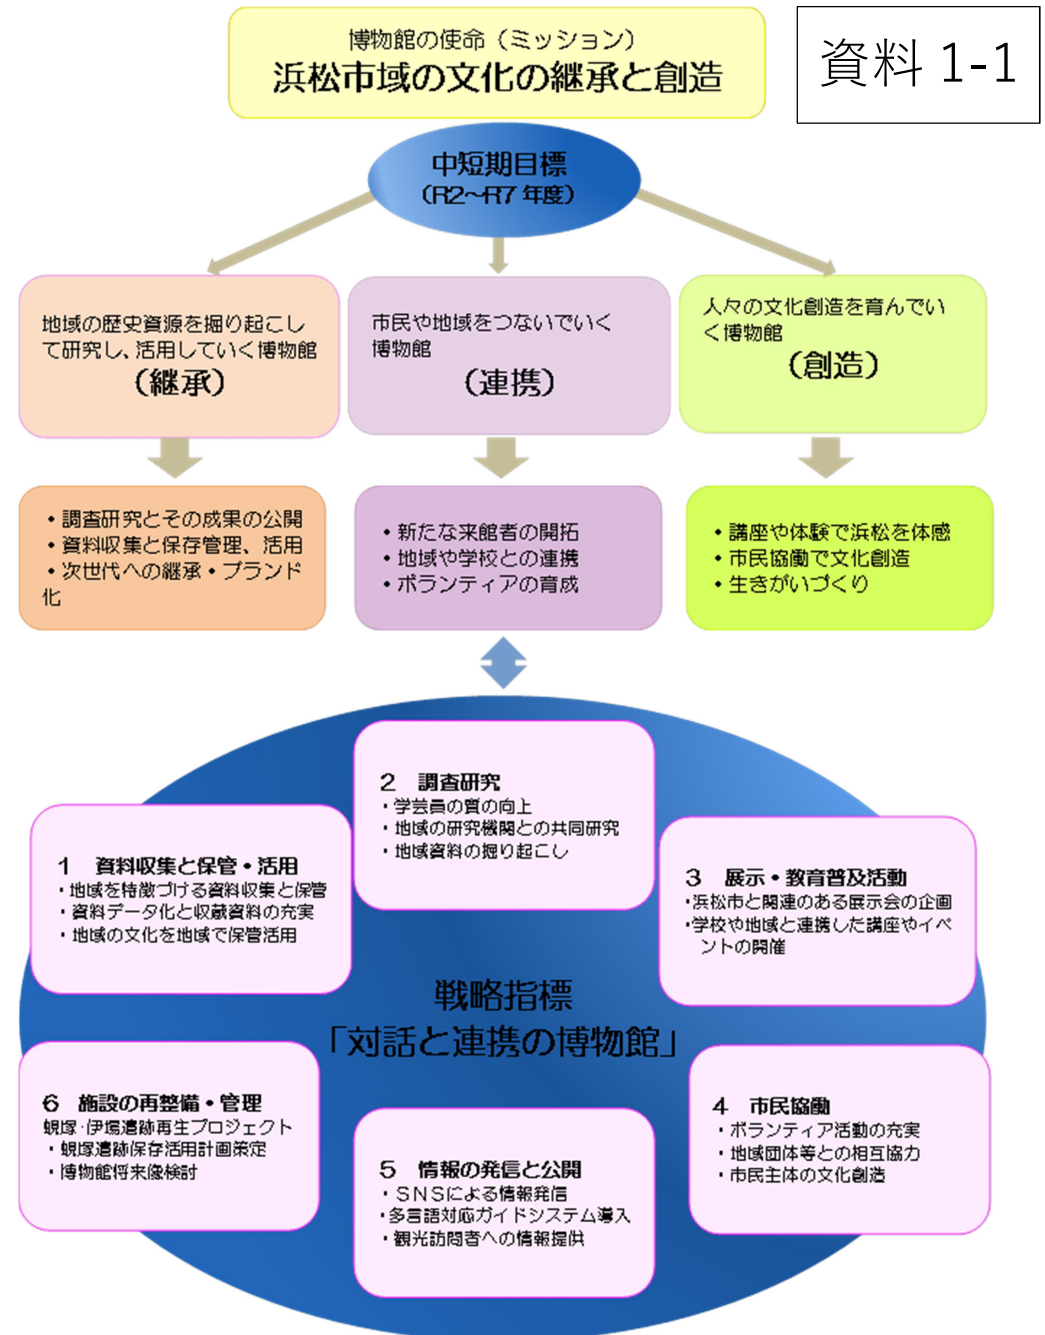 博物館の使命（ミッション）
浜松市域の文化の継承と創造
資料 1-1
中短期目標
（R2～R7 年度）
地域の歴史資源を掘り起こし
て研究し、活用していく博物館
（継承）
市民や地域をつないでいく
博物館
（連携）
人々の文化創造を育んでい
く博物館
（創造）
・調査研究とその成果の公開
・資料収集と保存管理、活用
・次世代への継承・ブランド
化
・新たな来館者の開拓
・地域や学校との連携
・ボランティアの育成
・講座や体験で浜松を体感
・市民協働で文化創造
・生きがいづくり
戦略指標
「対話と連携の博物館」
1　資料収集と保管・活用
・地域を特徴づける資料収集と保管
・資料データ化と収蔵資料の充実
・地域の文化を地域で保管活用
2　調査研究
・学芸員の質の向上
・地域の研究機関との共同研究
・地域資料の掘り起こし
3　展示・教育普及活動
・浜松市と関連のある展示会の企画
・学校や地域と連携した講座やイベ
ントの開催
4　市民協働
・ボランティア活動の充実
・地域団体等との相互協力
・市民主体の文化創造
5　情報の発信と公開
・ＳＮＳによる情報発信
・多言語対応ガイドシステム導入
・観光訪問者への情報提供
6　施設の再整備・管理
蜆塚・伊場遺跡再生プロジェクト
・蜆塚遺跡保存活用計画策定
・博物館将来像検討